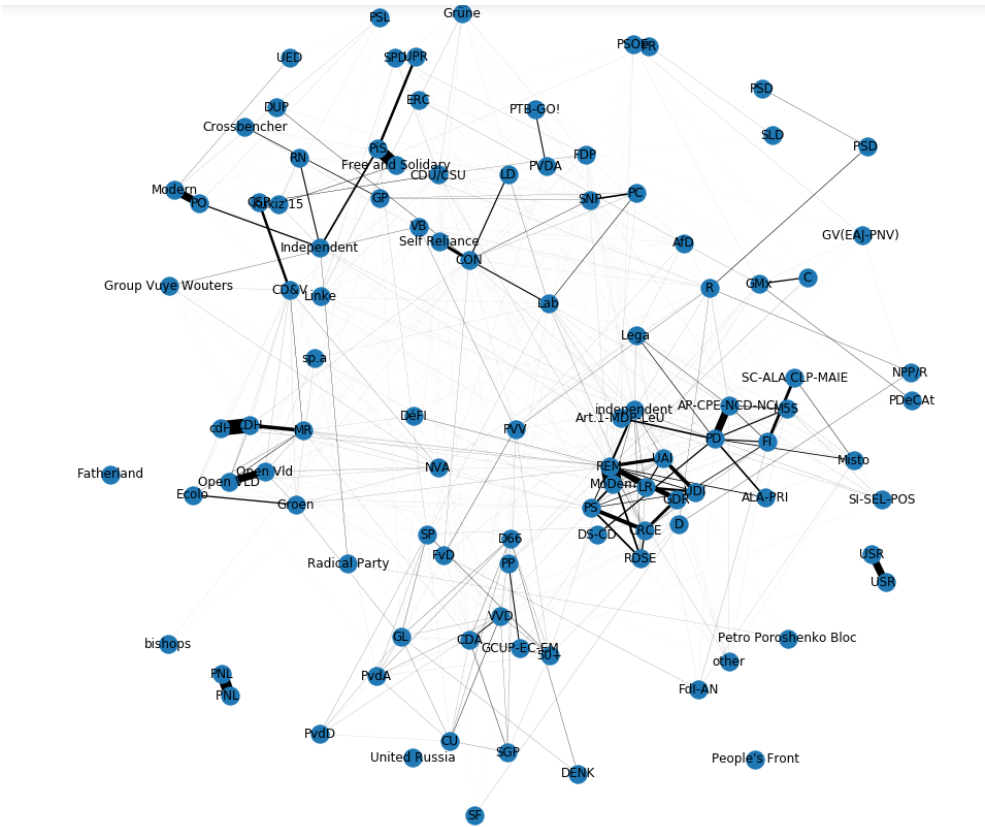 PSL
Grüne
PSOE
PR
UED
SPD
UPR
PSD
ERC
DUP
PTB-GO!
Crossbencher
SLD
PSD
PiS
RN
Free and Solidary
CDU/CSU
LD
PVDA
FDP
Modern
PO
Kukiz'15
GP
SNP
PC
VB
Self Reliance
Independent
CON
AfD
GV(EAJ-PNV)
Group Vuye Wouters
CD&V
Linke
R
GMx
C
Lab
Lega
sp.a
SC-ALA CLP-MAIE
NPP/R
PDeCAt
AP-CPE-NCD-NCI
M5S
independent
Art.1-MDP-LeU
DéFI
cdH
CDH
MR
PVV
PD
FI
Misto
UAI
REM
NVA
Fatherland
Open Vld
Open VLD
MoDem
LR
UDI
GDR
ALA-PRI
SI-SEL-POS
Ecolo
Groen
PS
D
CRCE
DS-CD
RDSE
SP
FvD
D66
PP
Radical Party
USR
USR
VVD
GL
CDA
GCUP-EC-EM
50+
Petro Poroshenko Bloc
other
bishops
PNL
PNL
PvdA
FdI-AN
PvdD
CU
United Russia
SGP
DENK
People's Front
SF